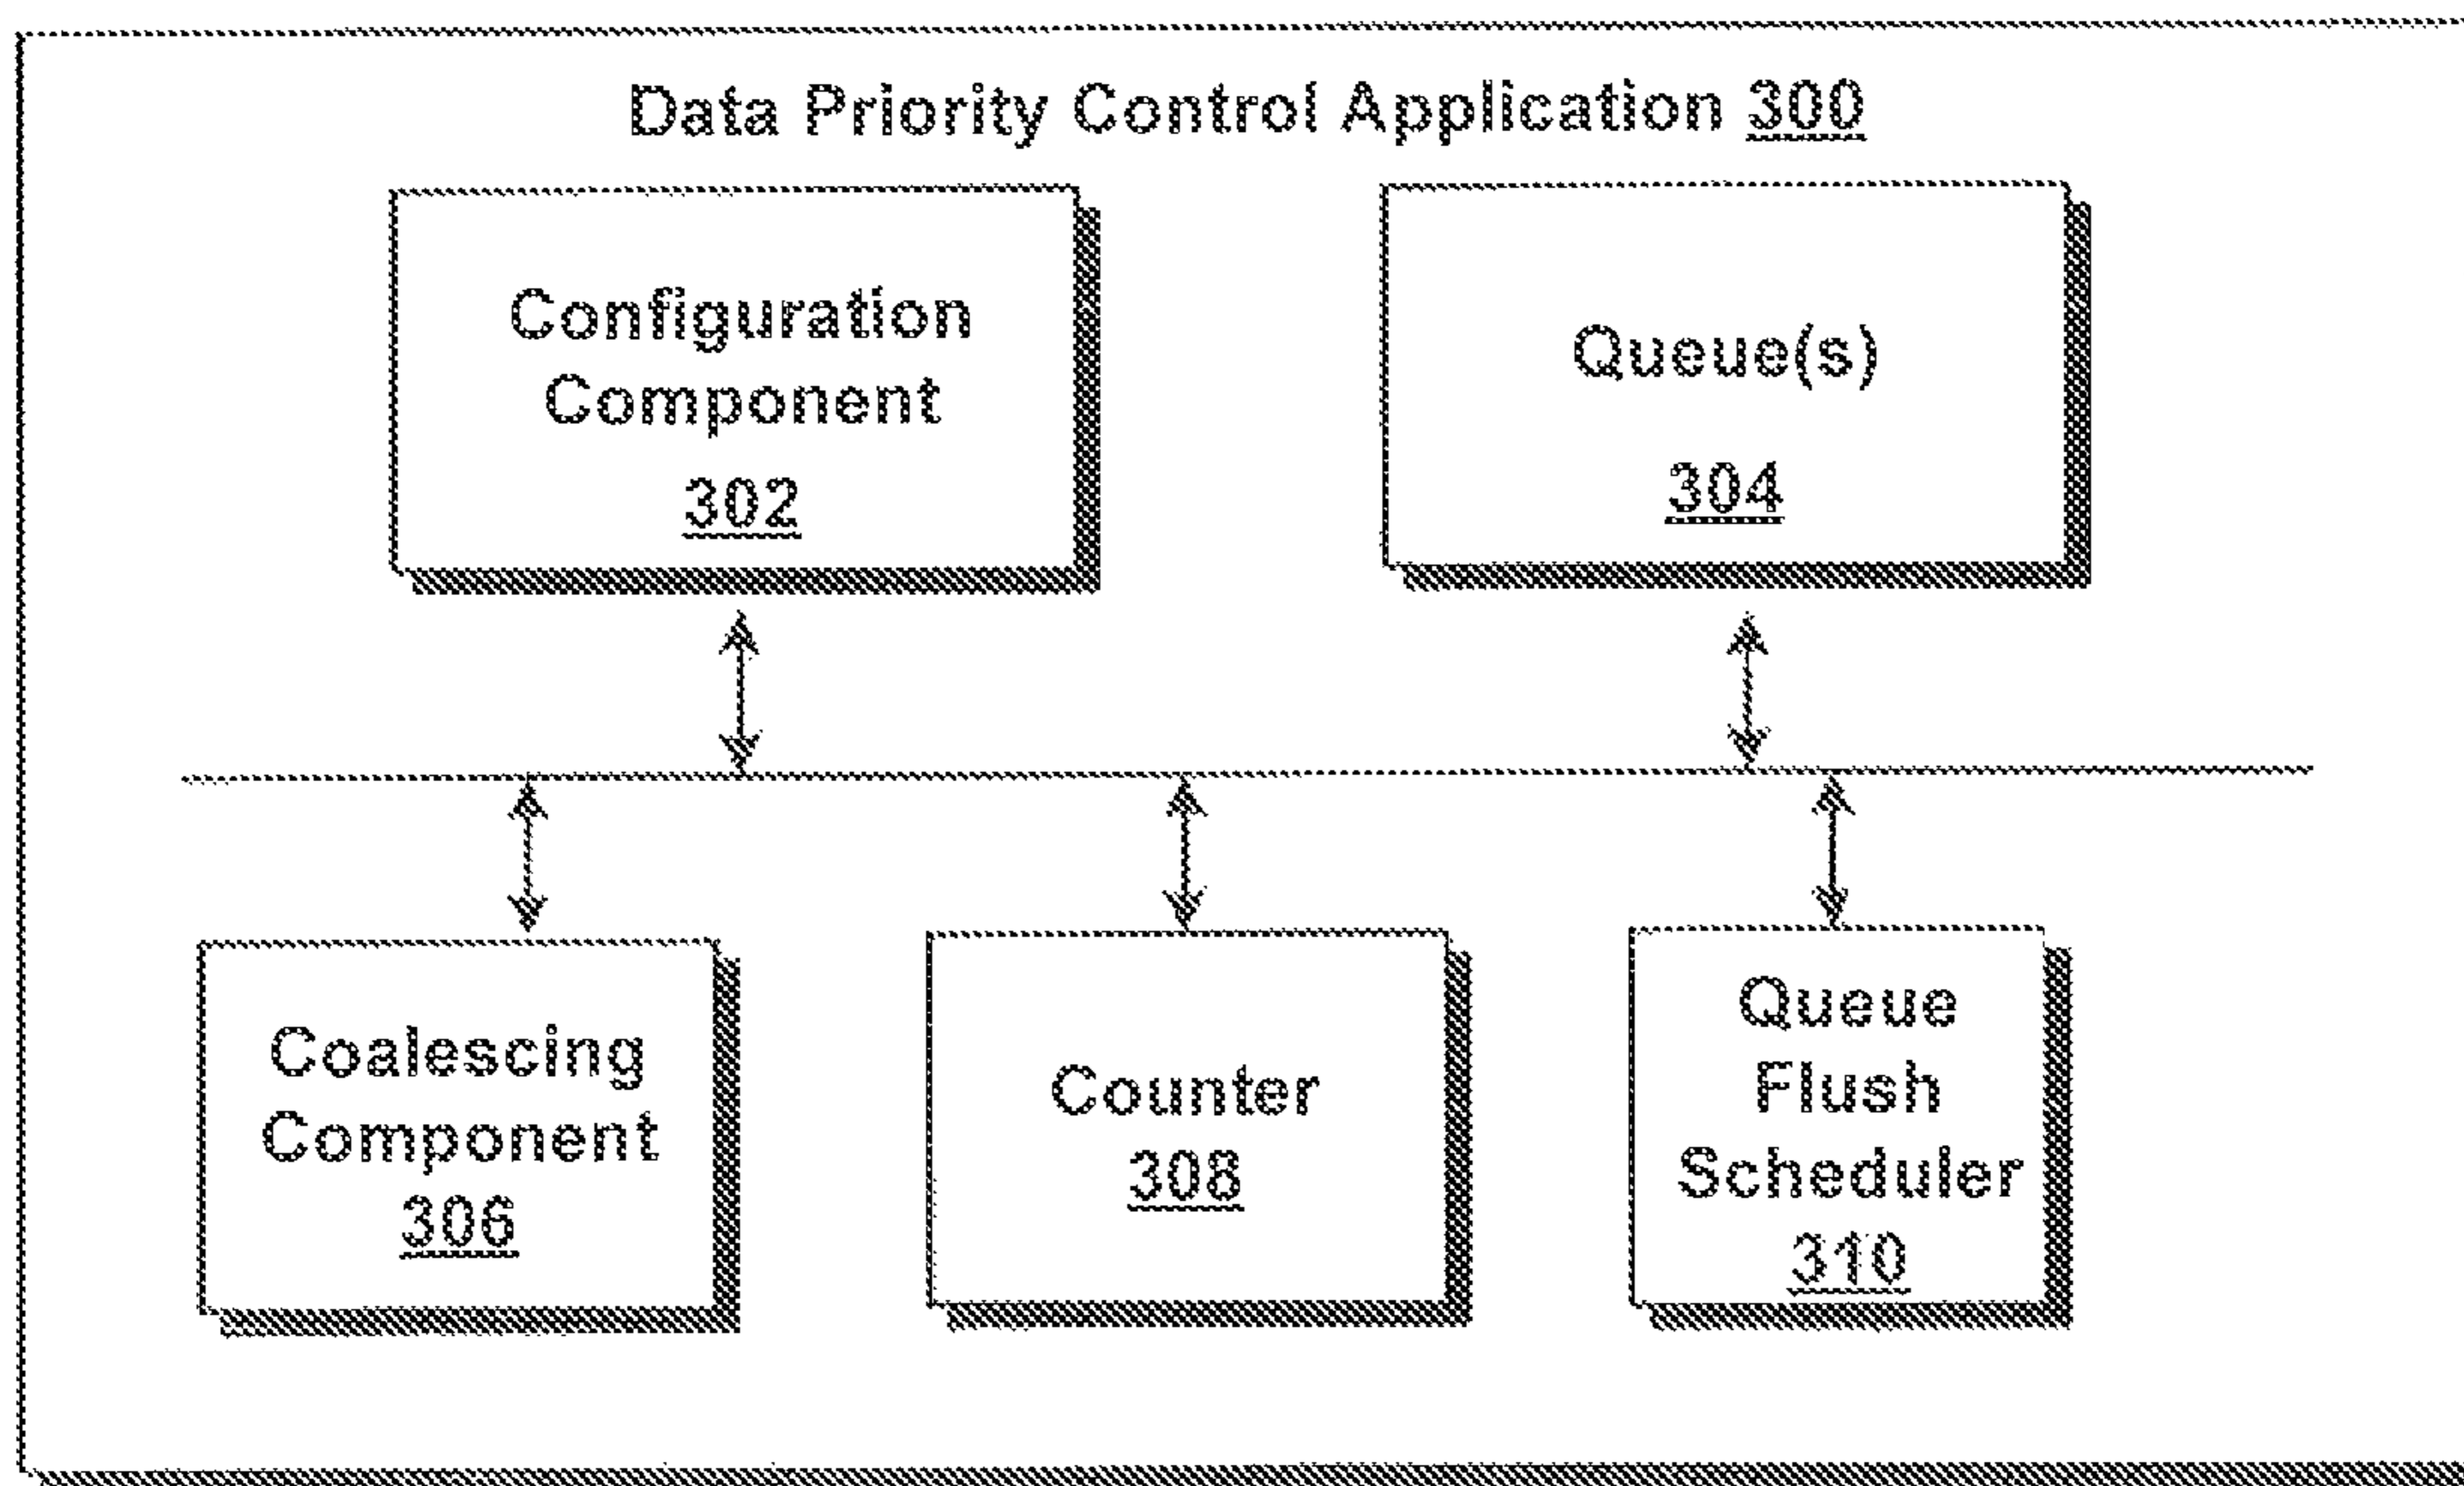 Data Priority Control Application 300
Configuration
Component
302
Queue(s)
304
Coalescing
Component
306
Counter
308
Queue
Flush
Scheduler
310